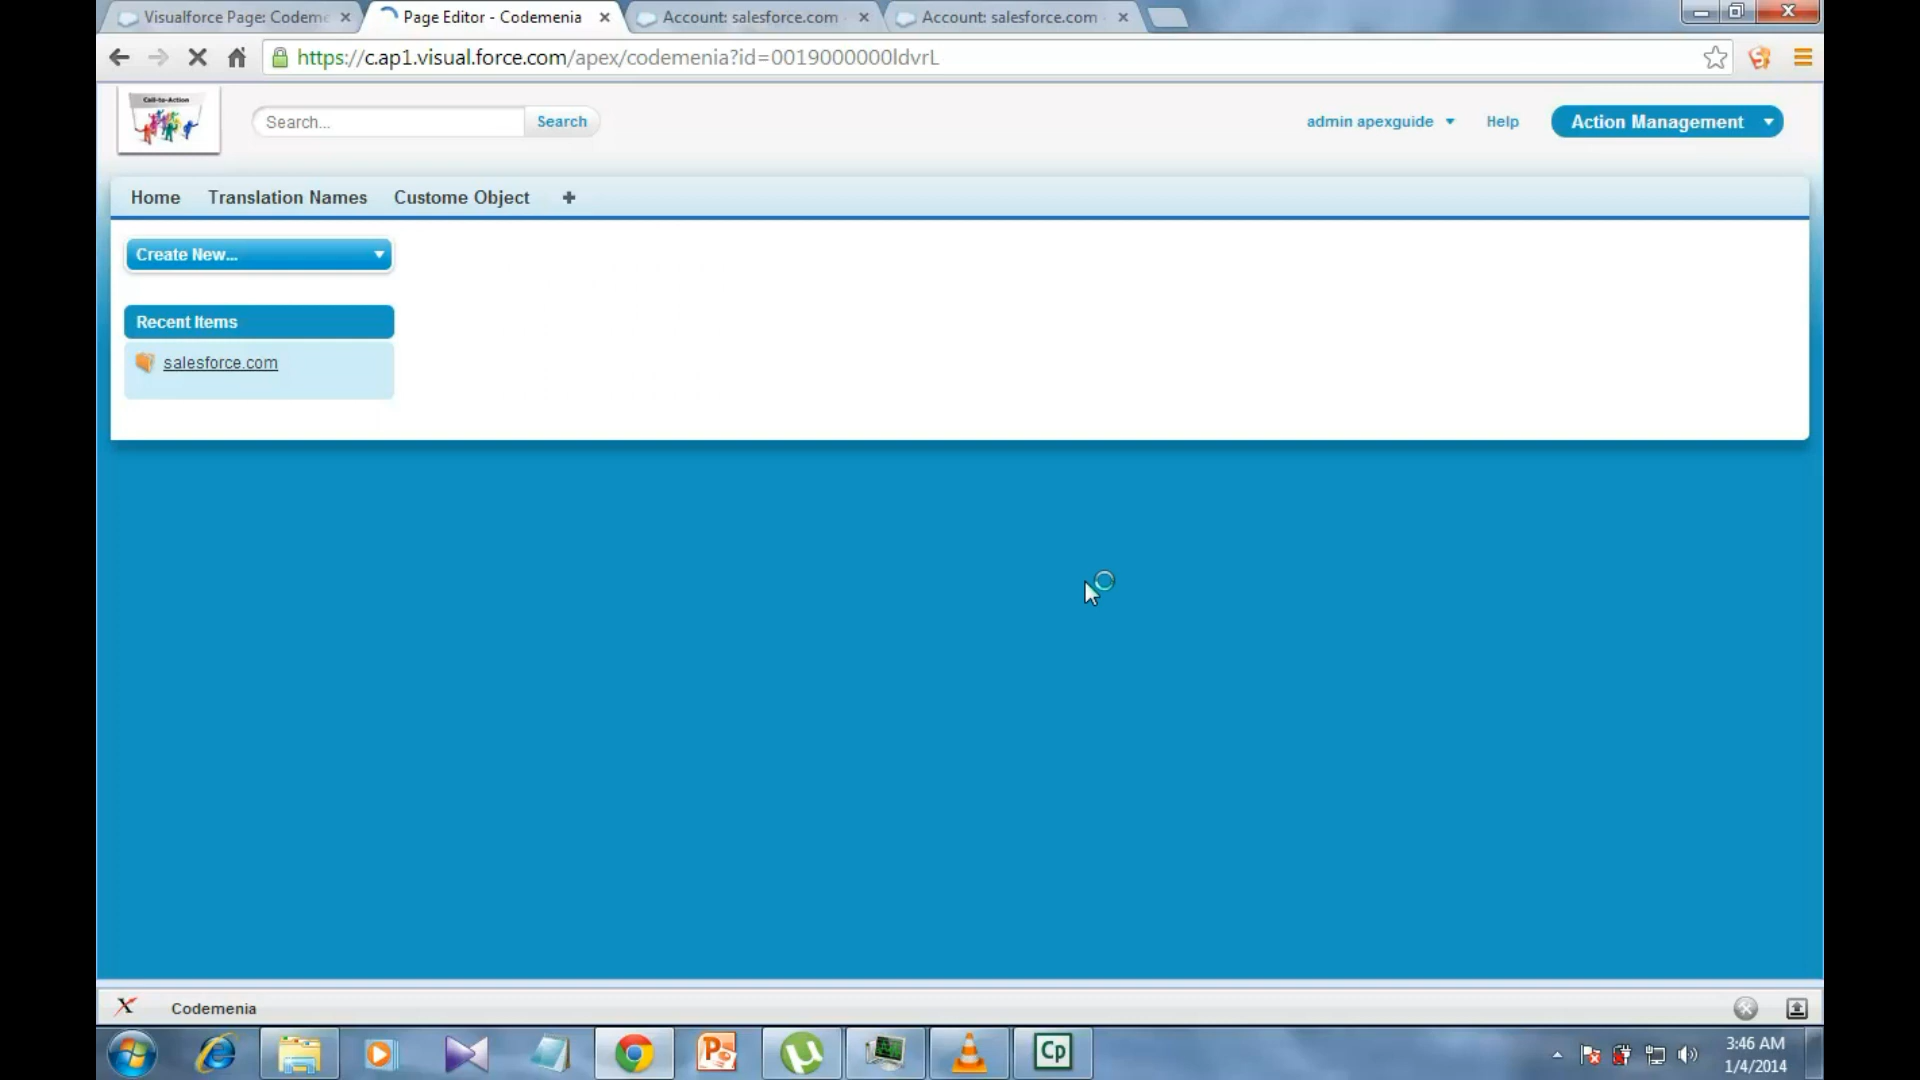 Visualforce Page: Codeme
Page Editor - Codemenia
Account: salesforce.com
Account: salesforce.com
https://c.ap1.visual.force.com/apex/codemenia?id=0019000000ldvrL
Call-to-Action
Search...
Search
admin apexguide
Help
Action Management
Home
Translation Names
Custome Object
Create New...
Recent Items
salesforce.com
Codemenia
Cp
3:46 AM
1/4/2014